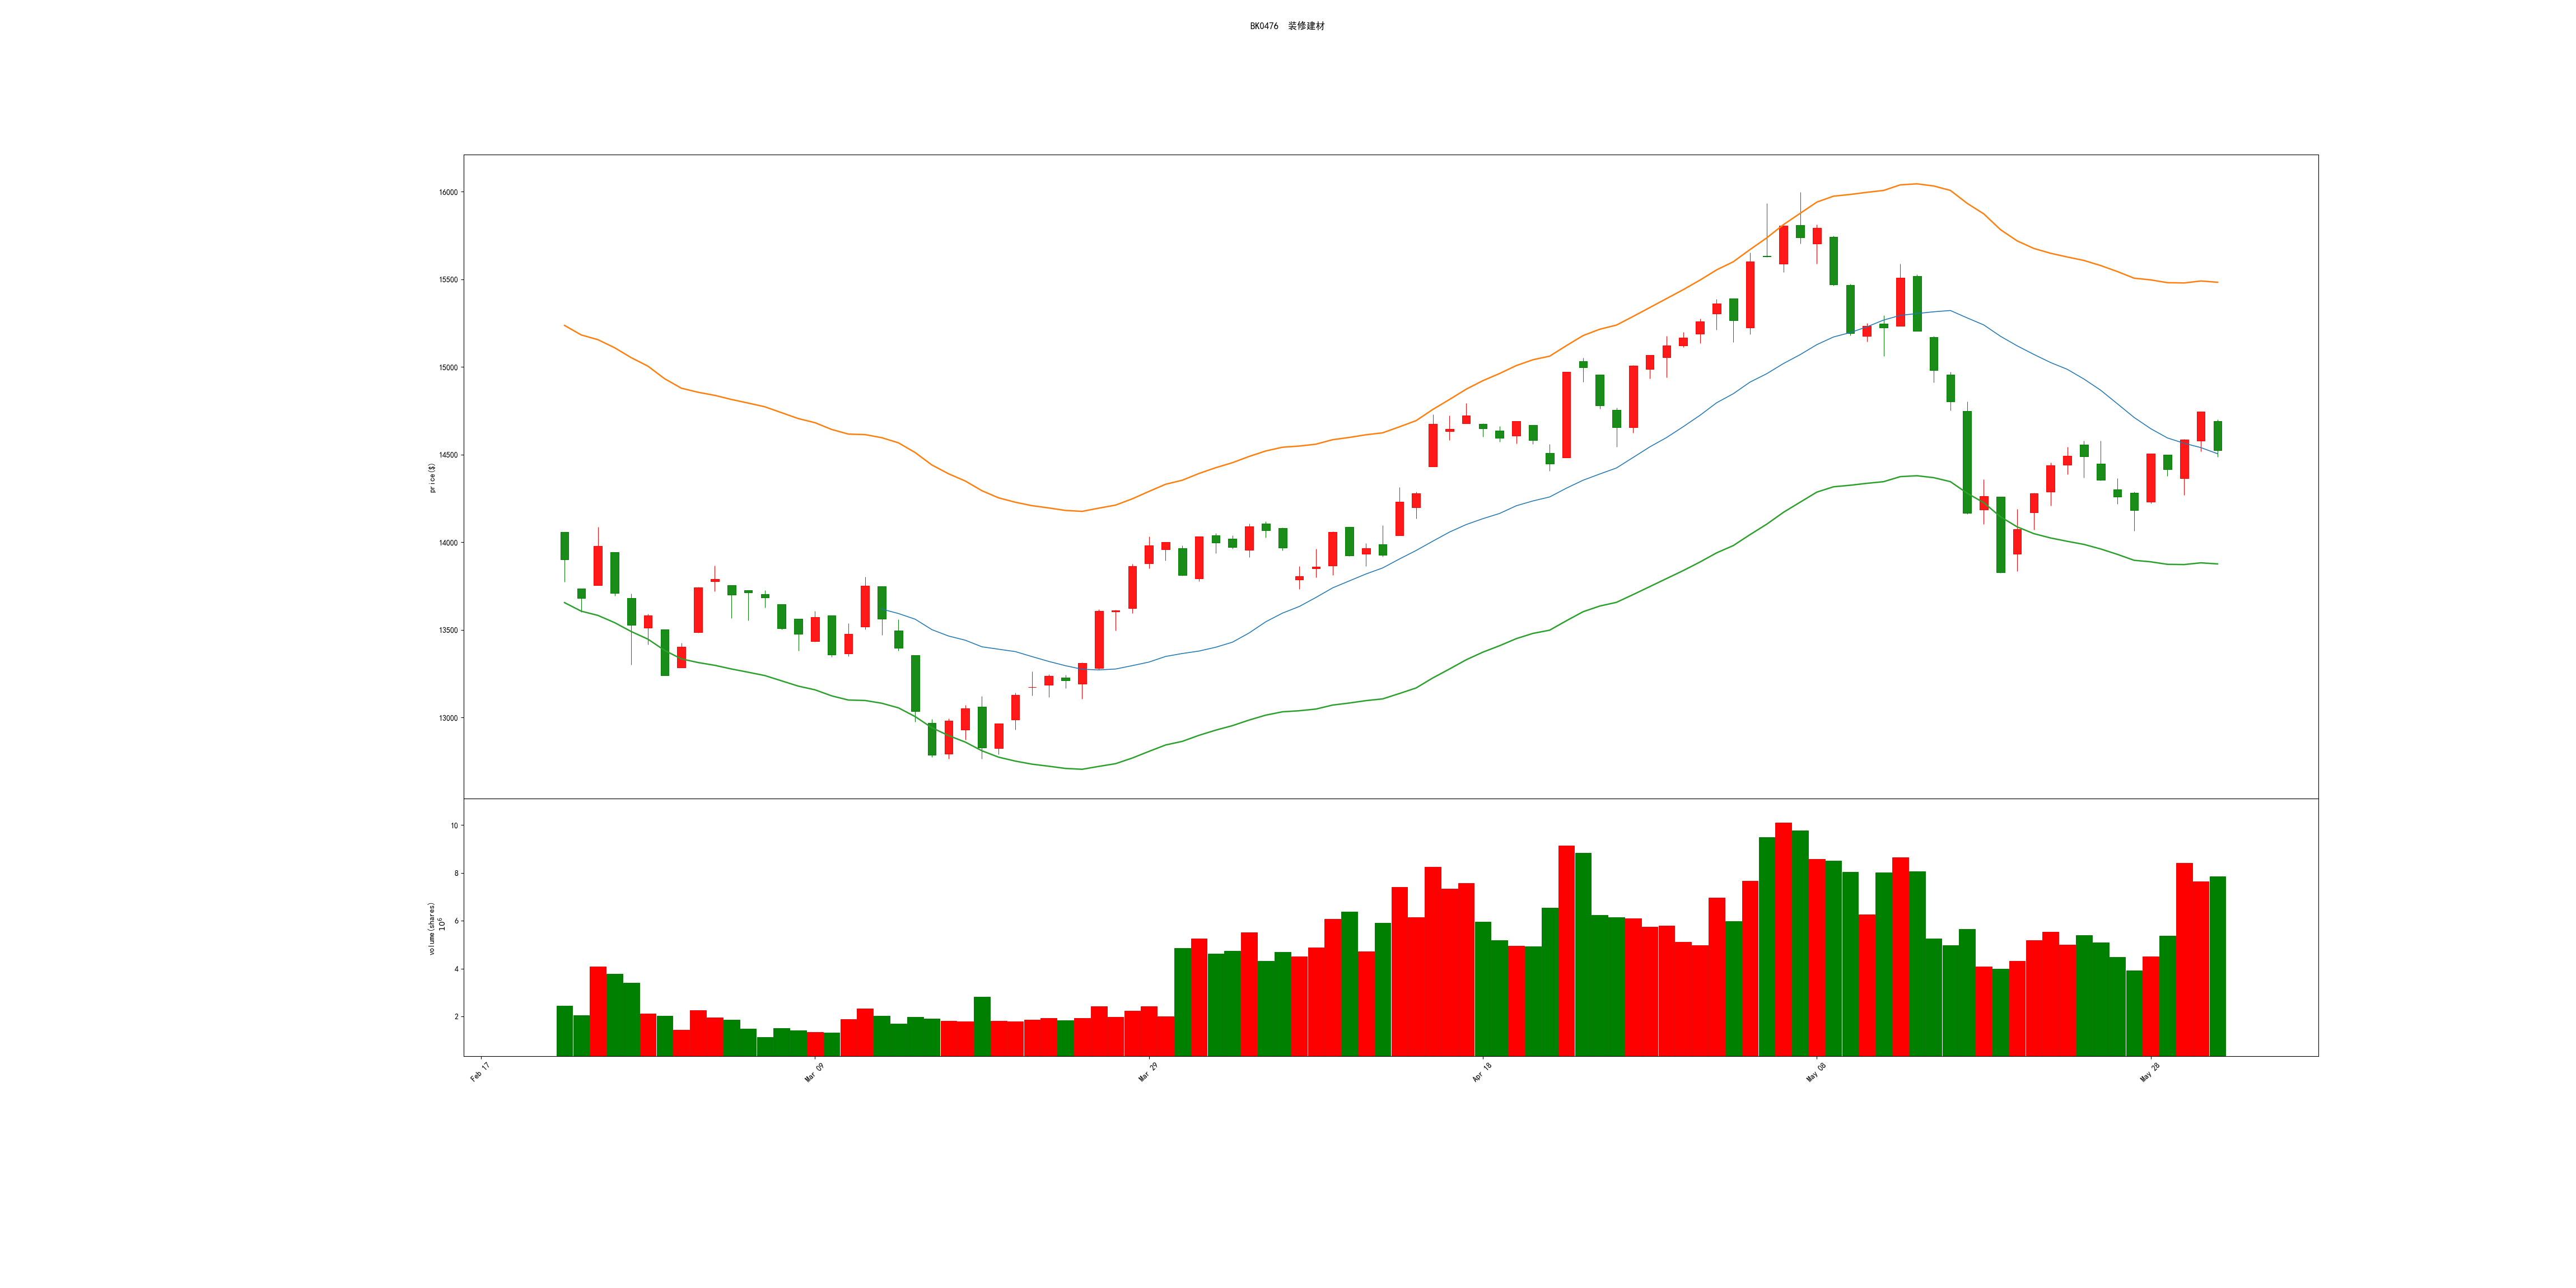 BK0476 装修建材
16000
15500
15000
14500
14000
13500
13000
price($)
10
8
6
4
2
volume(shares)
10^6
Feb 17
Mar 09
Mar 29
Apr 18
May 08
May 28